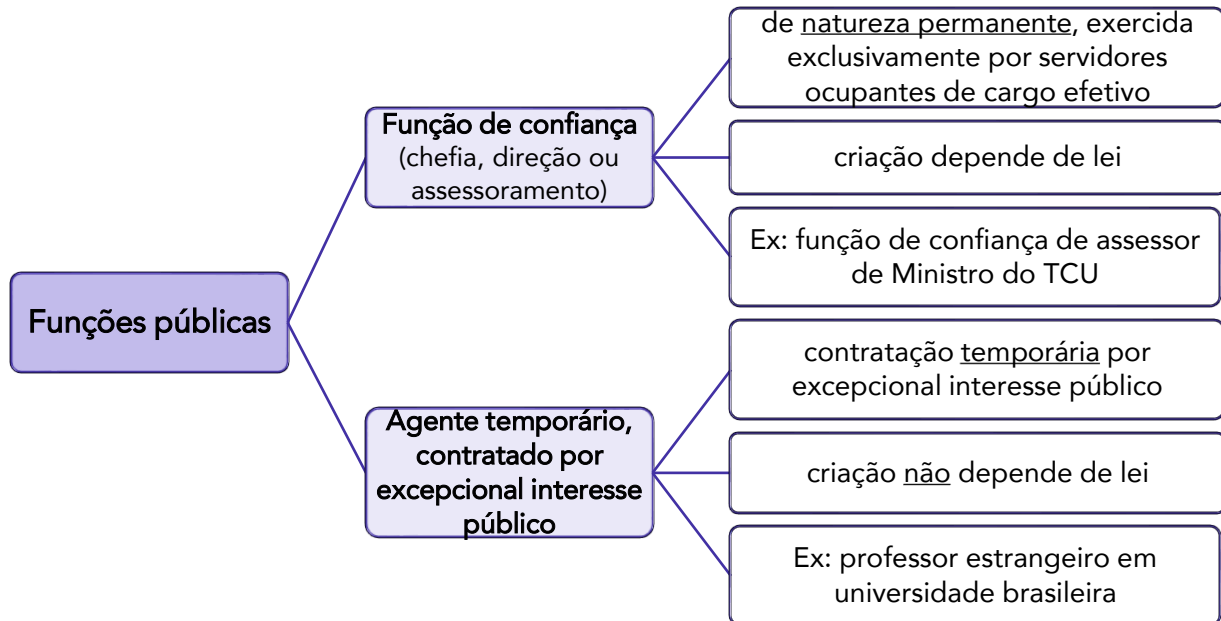 Funções públicas
Função de confiança
(chefia, direção ou
assessoramento)
de natureza permanente, exercida
exclusivamente por servidores
ocupantes de cargo efetivo
criação depende de lei
Ex: função de confiança de assessor
de Ministro do TCU
Agente temporário,
contratado por
excepcional interesse
público
contratação temporária por
excepcional interesse público
criação não depende de lei
Ex: professor estrangeiro em
universidade brasileira